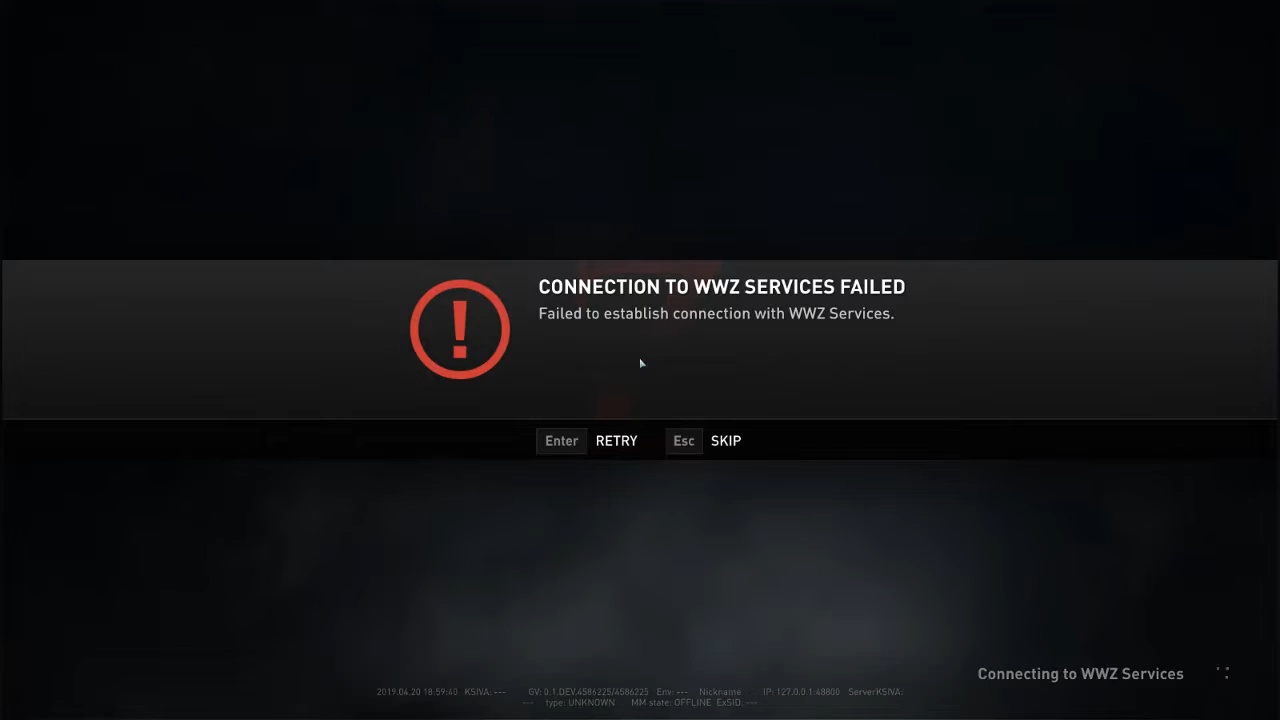 CONNECTION TO WWZ SERVICES FAILED
Failed to establish connection with WWZ Services.
Enter RETRY Esc SKIP
Connecting to WWZ Services
2019.04.20 18:59:40 KSIVA: --- GV: 0.1.DEV.4586225/4586225 Env: --- Nickname IP: 127.0.0.1:48800 ServerKSIVA:
--- type: UNKNOWN MM state: OFFLINE ExSID: ---